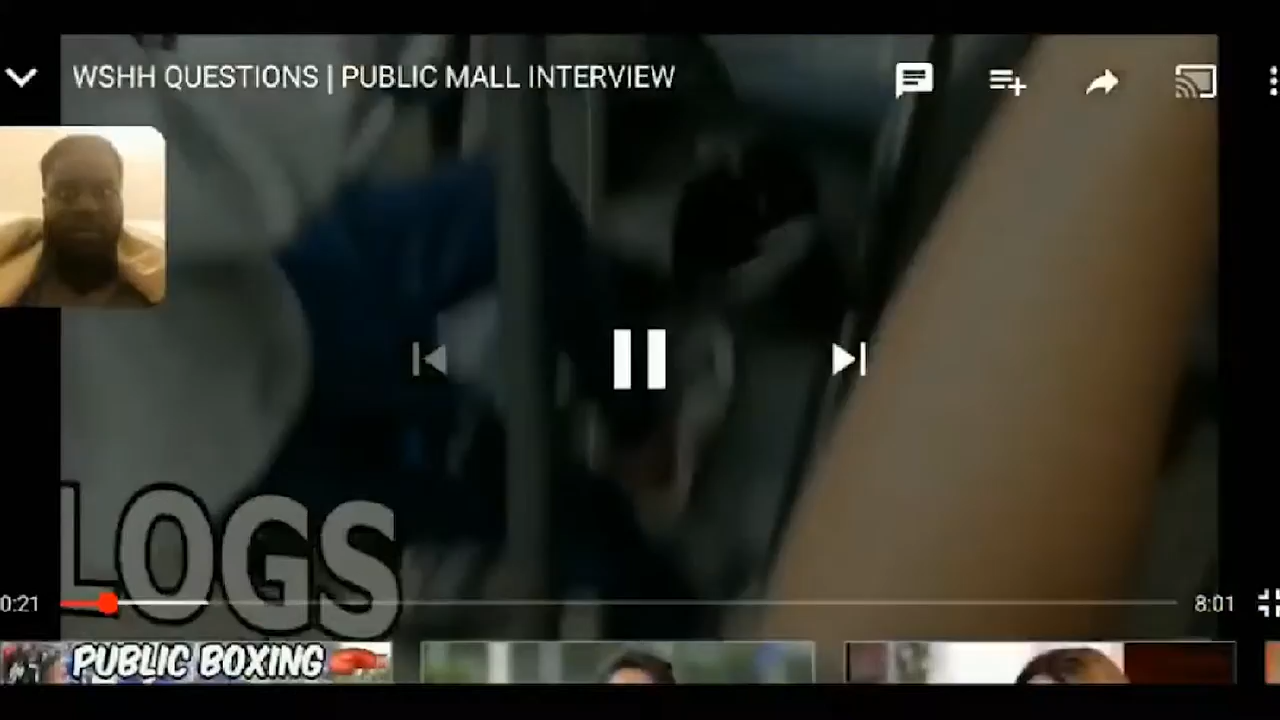 WSHH QUESTIONS | PUBLIC MALL INTERVIEW
LOGS
0:21
8:01
PUBLIC BOXING